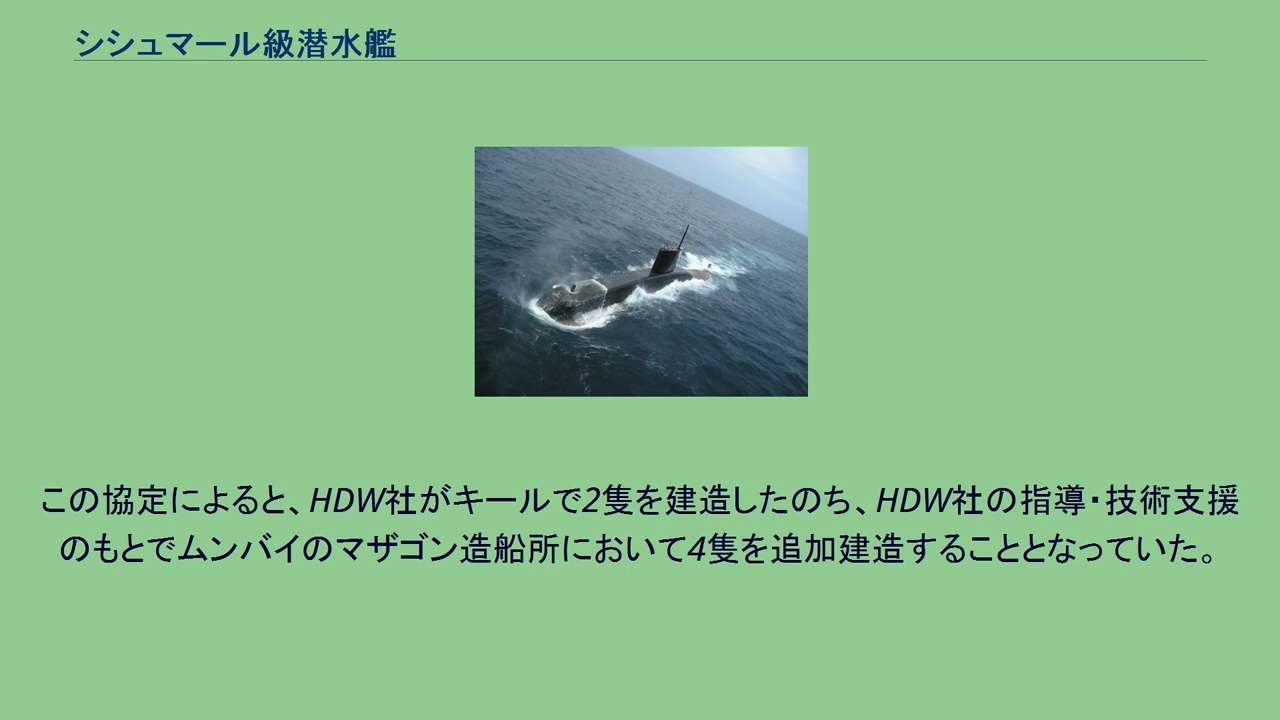 シシュマール級潜水艦
この協定によると、HDW社がキールで2隻を建造したのち、HDW社の指導・技術支援
のもとでムンバイのマザゴン造船所において4隻を追加建造することとなっていた。